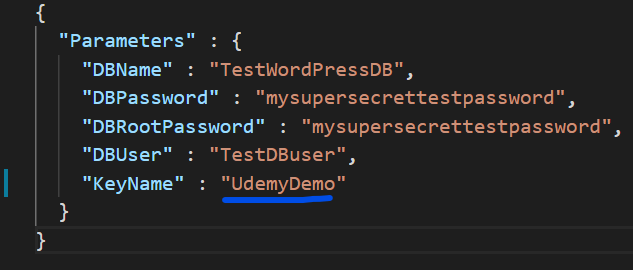 {
"Parameters" : {
"DBName" : "TestWordPressDB",
"DBPassword" : "mysupersecrettestpassword",
"DBRootPassword" : "mysupersecrettestpassword",
"DBUser" : "TestDBuser",
"KeyName" : "UdemyDemo"
}
}